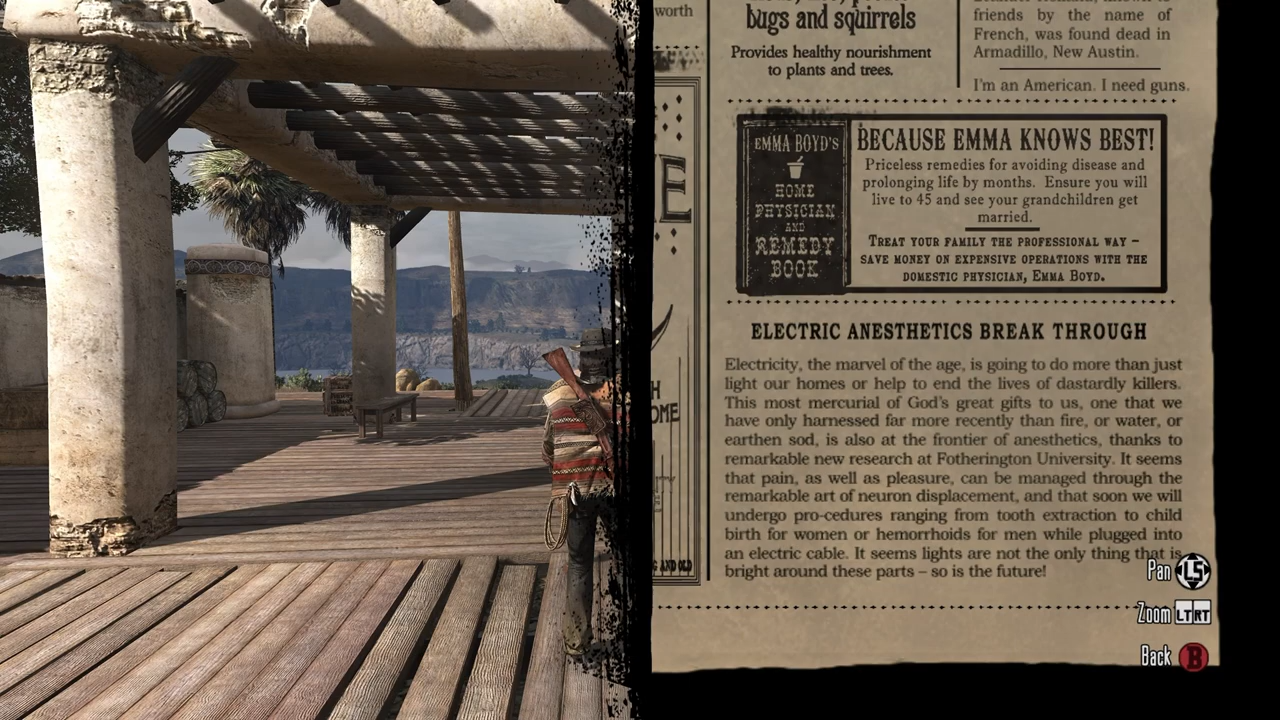 worth
bugs and squirrels
Provides healthy nourishment
to plants and trees.
friends by the name of
French, was found dead in
Armadillo, New Austin.
I'm an American. I need guns.
EMMA BOYD'S
HOME
PHYSICIAN
AND
REMEDY
BOOK
BECAUSE EMMA KNOWS BEST!
Priceless remedies for avoiding disease and
prolonging life by months. Ensure you will
live to 45 and see your grandchildren get
married.
TREAT YOUR FAMILY THE PROFESSIONAL WAY –
SAVE MONEY ON EXPENSIVE OPERATIONS WITH THE
DOMESTIC PHYSICIAN, EMMA BOYD.
ELECTRIC ANESTHETICS BREAK THROUGH
Electricity, the marvel of the age, is going to do more than just
light our homes or help to end the lives of dastardly killers.
This most mercurial of God's great gifts to us, one that we
have only harnessed far more recently than fire, or water, or
earthen sod, is also at the frontier of anesthetics, thanks to
remarkable new research at Fotherington University. It seems
that pain, as well as pleasure, can be managed through the
remarkable art of neuron displacement, and that soon we will
undergo pro-cedures ranging from tooth extraction to child
birth for women or hemorrhoids for men while plugged into
an electric cable. It seems lights are not the only thing that is
bright around these parts – so is the future!
AND OLD
Pan LS
Zoom LT RT
Back B